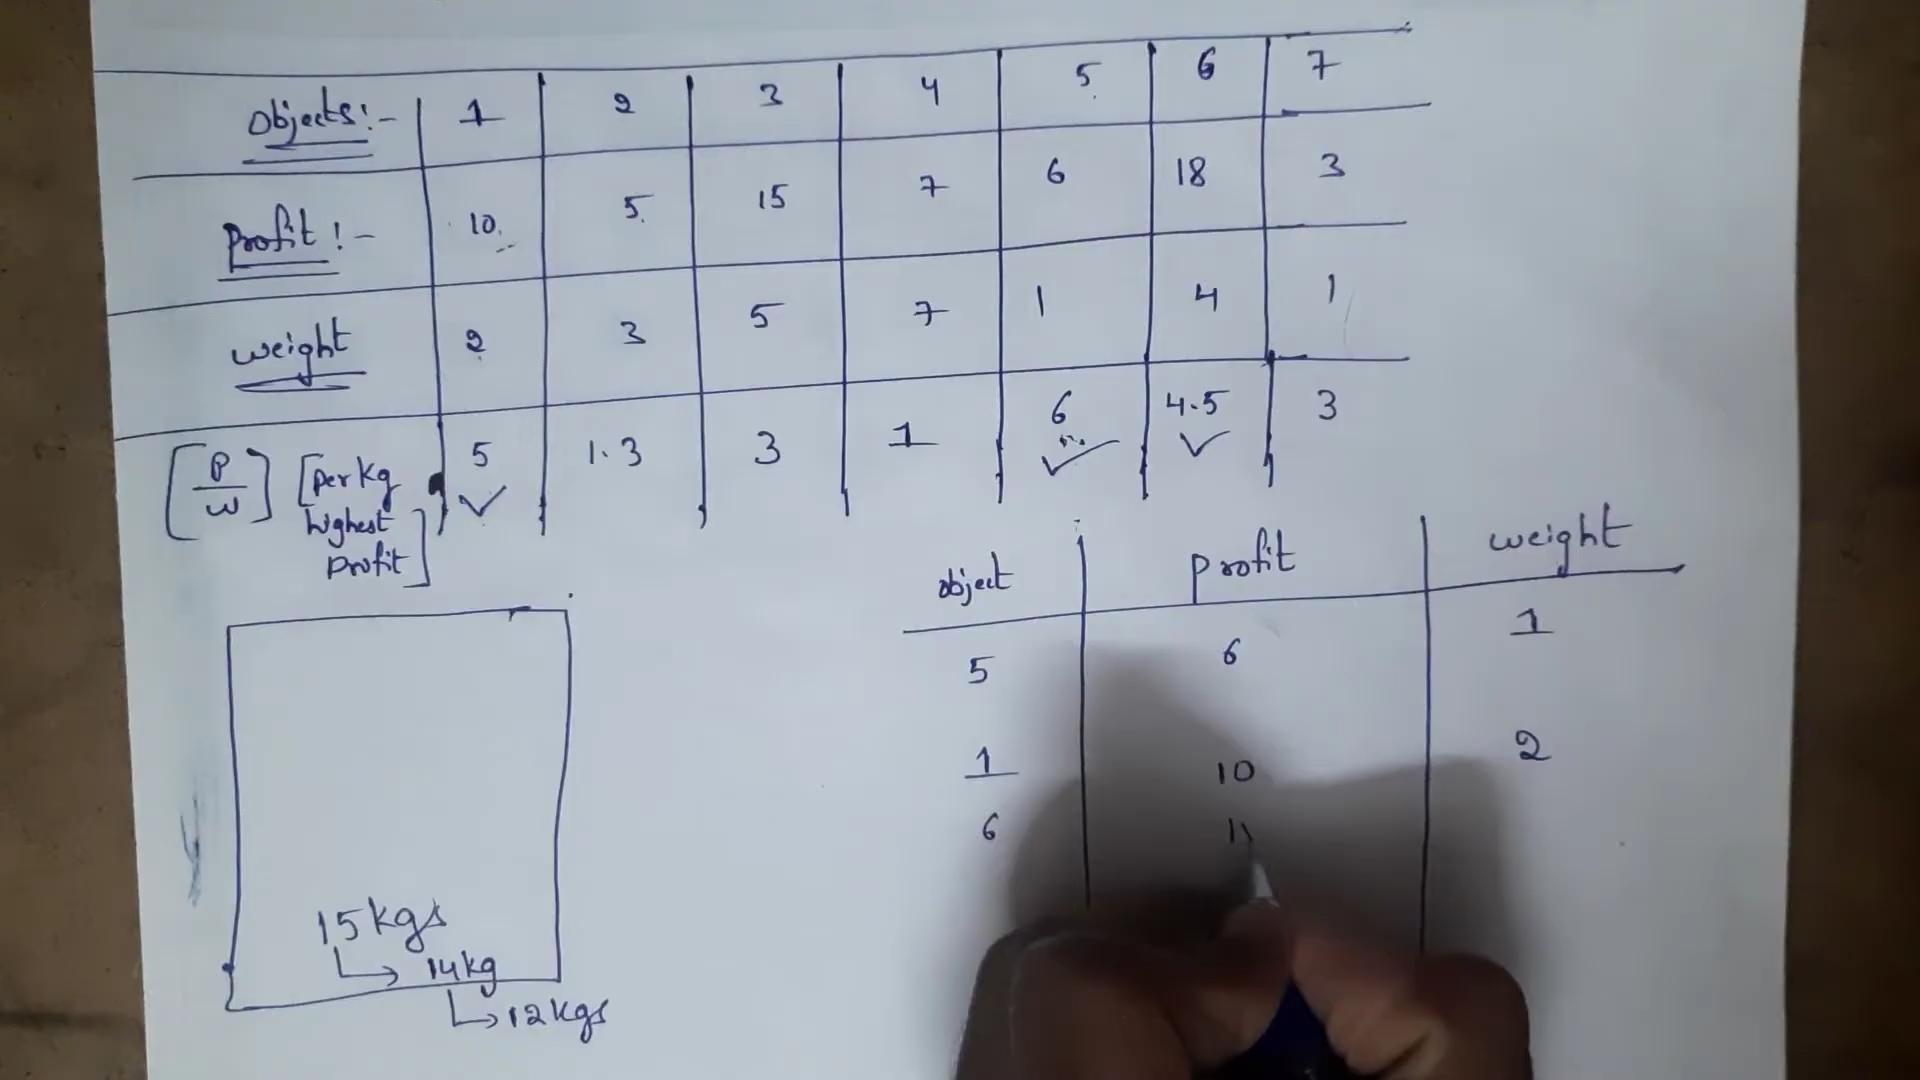 Objects:- 1 2 3 4 5 6 7
Profit:- 10 5 15 7 6 18 3
weight 2 3 5 7 1 4 1
[P/W] [per kg highest profit] 5 1.3 3 1 6 4.5 3
object profit weight
5 6 1
1 10 2
6
15kgs
14kg
12kgs